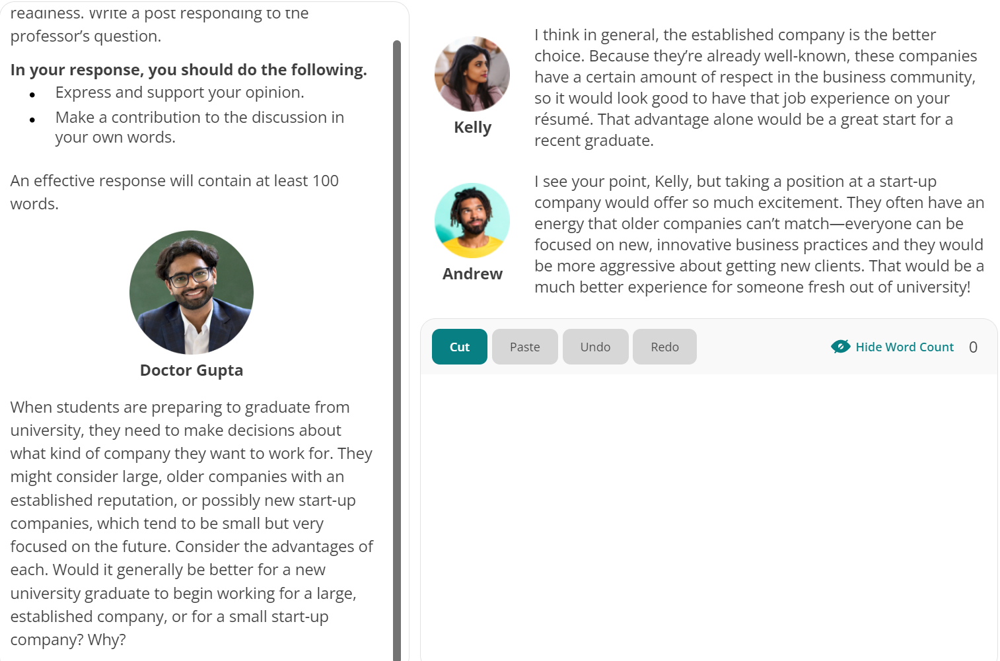 readiness. Write a post responding to the
professor’s question.
In your response, you should do the following.
• Express and support your opinion.
• Make a contribution to the discussion in
your own words.
An effective response will contain at least 100
words.
Doctor Gupta
When students are preparing to graduate from
university, they need to make decisions about
what kind of company they want to work for. They
might consider large, older companies with an
established reputation, or possibly new start-up
companies, which tend to be small but very
focused on the future. Consider the advantages of
each. Would it generally be better for a new
university graduate to begin working for a large,
established company, or for a small start-up
company? Why?
I think in general, the established company is the better
choice. Because they’re already well-known, these companies
have a certain amount of respect in the business community,
so it would look good to have that job experience on your
résumé. That advantage alone would be a great start for a
recent graduate.
Kelly
I see your point, Kelly, but taking a position at a start-up
company would offer so much excitement. They often have an
energy that older companies can’t match—everyone can be
focused on new, innovative business practices and they would
be more aggressive about getting new clients. That would be a
much better experience for someone fresh out of university!
Andrew
Cut Paste Undo Redo Hide Word Count 0